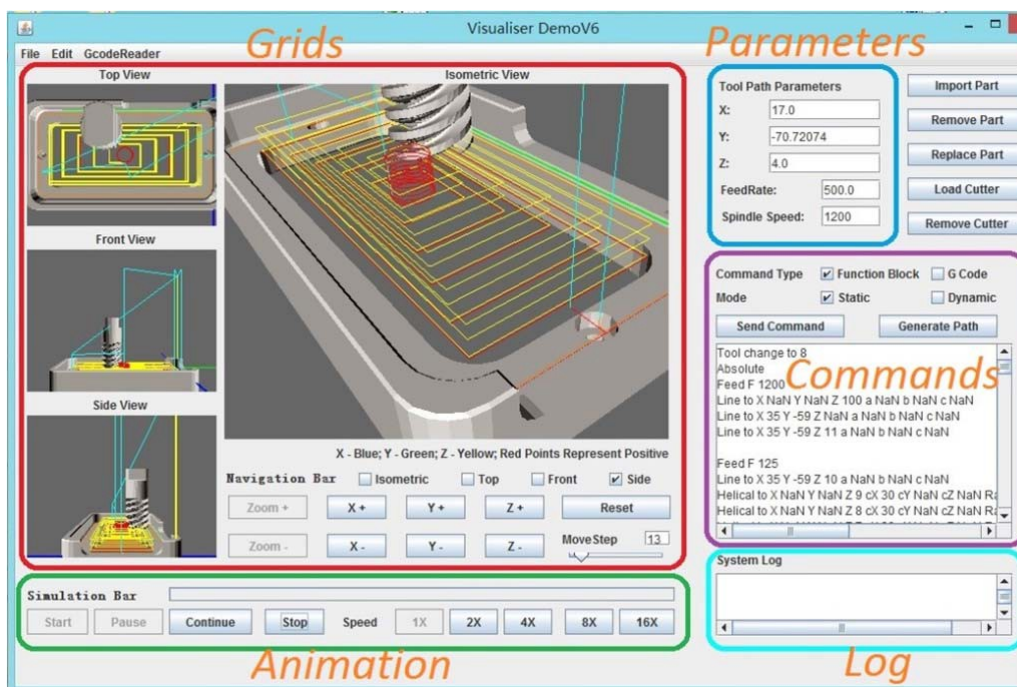 Visualiser DemoV6
File Edit GcodeReader
Grids
Parameters
Top View
Isometric View
Front View
Side View
X - Blue; Y - Green; Z - Yellow; Red Points Represent Positive
Navigation Bar Isometric Top Front Side
Zoom + X + Y + Z + Reset
Zoom - X - Y - Z - MoveStep 13
Simulation Bar
Start Pause Continue Stop Speed 1X 2X 4X 8X 16X
Animation
Tool Path Parameters
X: 17.0
Y: -70.72074
Z: 4.0
FeedRate: 500.0
Spindle Speed: 1200
Import Part
Remove Part
Replace Part
Load Cutter
Remove Cutter
Command Type Function Block G Code
Mode Static Dynamic
Send Command Generate Path
Commands
Tool change to 8
Absolute
Feed F 1200
Line to X NaN Y NaN Z 100 a NaN b NaN c NaN
Line to X 35 Y -59 Z NaN a NaN b NaN c NaN
Line to X 35 Y -59 Z 11 a NaN b NaN c NaN
Feed F 125
Line to X 35 Y -59 Z 10 a NaN b NaN c NaN
Helical to X NaN Y NaN Z 9 cX 30 cY NaN cZ NaN Ra
Helical to X NaN Y NaN Z 8 cX 30 cY NaN cZ NaN Ra
System Log
Log